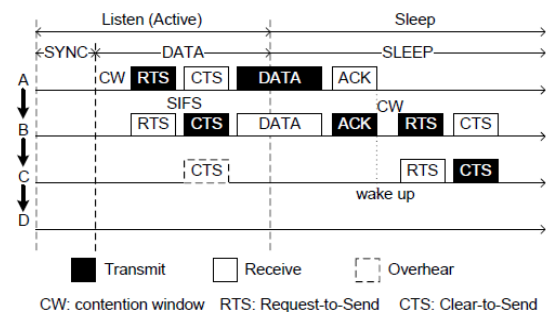 Listen (Active) Sleep
SYNC DATA SLEEP
A CW RTS CTS DATA ACK
SIFS CW
B RTS CTS DATA ACK RTS CTS
C CTS RTS CTS
wake up
D
Transmit Receive Overhear
CW: contention window RTS: Request-to-Send CTS: Clear-to-Send